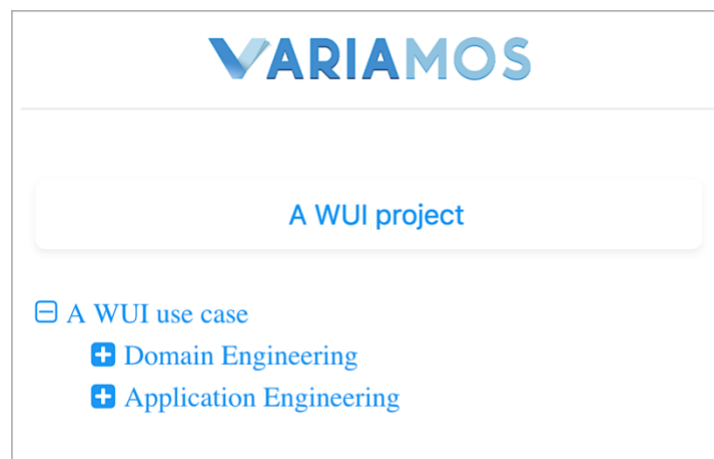 VARIAMOS
A WUI project
A WUI use case
Domain Engineering
Application Engineering